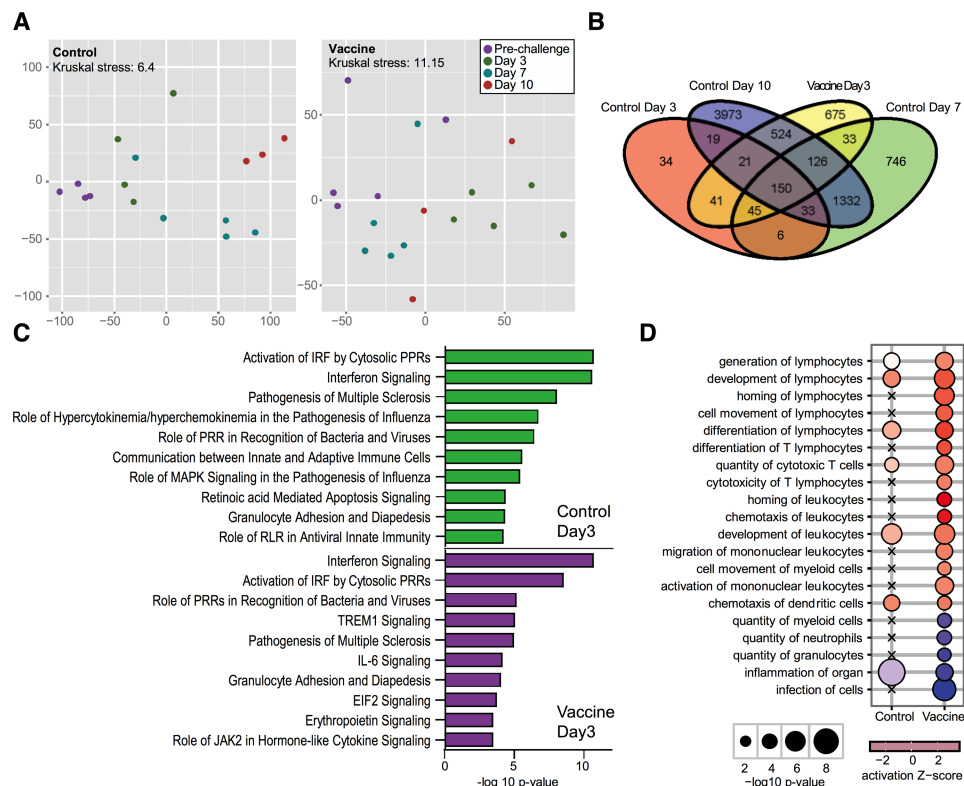 A
Control
Kruskal stress: 6.4
100
50
0
−50
−100
−100
−50
0
50
100
Vaccine
Kruskal stress: 11.15
Pre-challenge
Day 3
Day 7
Day 10
50
0
−50
−50
0
50
B
Control Day 3
Control Day 10
Vaccine Day3
Control Day 7
3973
675
524
19
33
34
21
126
746
150
41
45
33
1332
6
C
Activation of IRF by Cytosolic PPRs
Interferon Signaling
Pathogenesis of Multiple Sclerosis
Role of Hypercytokinemia/hyperchemokinemia in the Pathogenesis of Influenza
Role of PRR in Recognition of Bacteria and Viruses
Communication between Innate and Adaptive Immune Cells
Role of MAPK Signaling in the Pathogenesis of Influenza
Retinoic acid Mediated Apoptosis Signaling
Granulocyte Adhesion and Diapedesis
Role of RLR in Antiviral Innate Immunity
Control
Day3
Interferon Signaling
Activation of IRF by Cytosolic PRRs
Role of PRRs in Recognition of Bacteria and Viruses
TREM1 Signaling
Pathogenesis of Multiple Sclerosis
IL-6 Signaling
Granulocyte Adhesion and Diapedesis
EIF2 Signaling
Erythropoietin Signaling
Role of JAK2 in Hormone-like Cytokine Signaling
Vaccine
Day3
0
5
10
-log 10 p-value
D
generation of lymphocytes
development of lymphocytes
homing of lymphocytes
cell movement of lymphocytes
differentiation of lymphocytes
differentiation of T lymphocytes
quantity of cytotoxic T cells
cytotoxicity of T lymphocytes
homing of leukocytes
chemotaxis of leukocytes
development of leukocytes
migration of mononuclear leukocytes
cell movement of myeloid cells
activation of mononuclear leukocytes
chemotaxis of dendritic cells
quantity of myeloid cells
quantity of neutrophils
quantity of granulocytes
inflammation of organ
infection of cells
Control
Vaccine
2
4
6
8
−log10 p-value
−2
0
2
activation Z−score